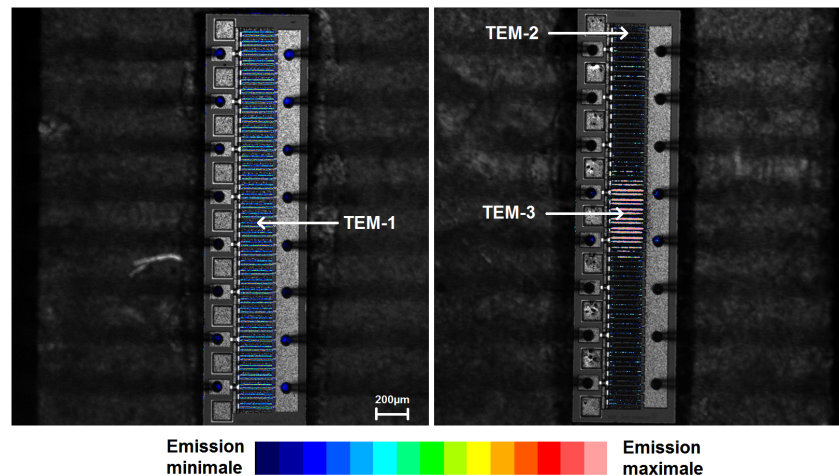 TEM-2
TEM-1
TEM-3
200µm
Emission
minimale
Emission
maximale